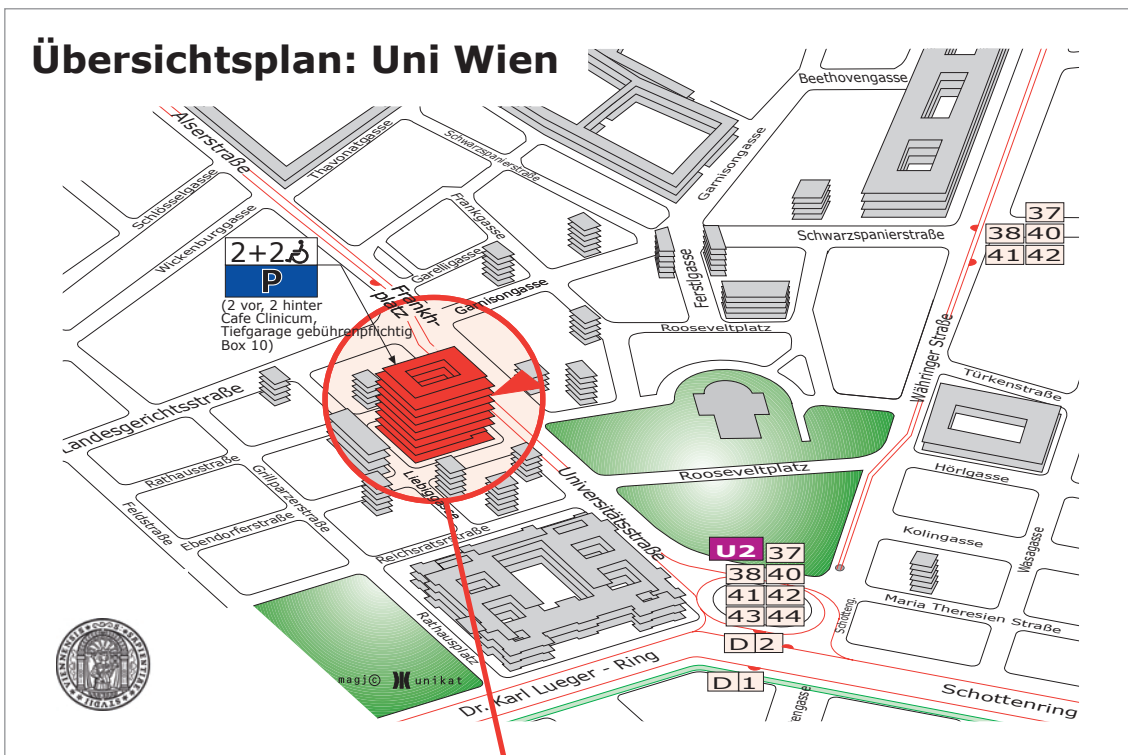 Übersichtsplan: Uni Wien
Beethovengasse
Alserstraße
Thavonatgasse
Schwarzspanierstraße
Garnisongasse
Schlösselgasse
Frankgasse
Wickenburggasse
37
38 40
41 42
Schwarzspanierstraße
2+2
P
(2 vor, 2 hinter
Cafe Clinicum,
Tiefgarage gebührenpflichtig
Box 10)
Garelligasse
Ferstlgasse
Frankh-
platz
Garnisongasse
Rooseveltplatz
Währinger Straße
Türkenstraße
Landesgerichtsstraße
Rooseveltplatz
Hörlgasse
Rathausstraße
Grillparzerstraße
Liebiggasse
Universitätsstraße
Feldstraße
Ebendorferstraße
Reichsratsstraße
Kolingasse
Wasagasse
U2 37
38 40
41 42
43 44
Maria Theresien Straße
Schotteng.
D 2
Rathausplatz
D 1
Dr. Karl Lueger - Ring
Schottenring
engasse
magj© unikat